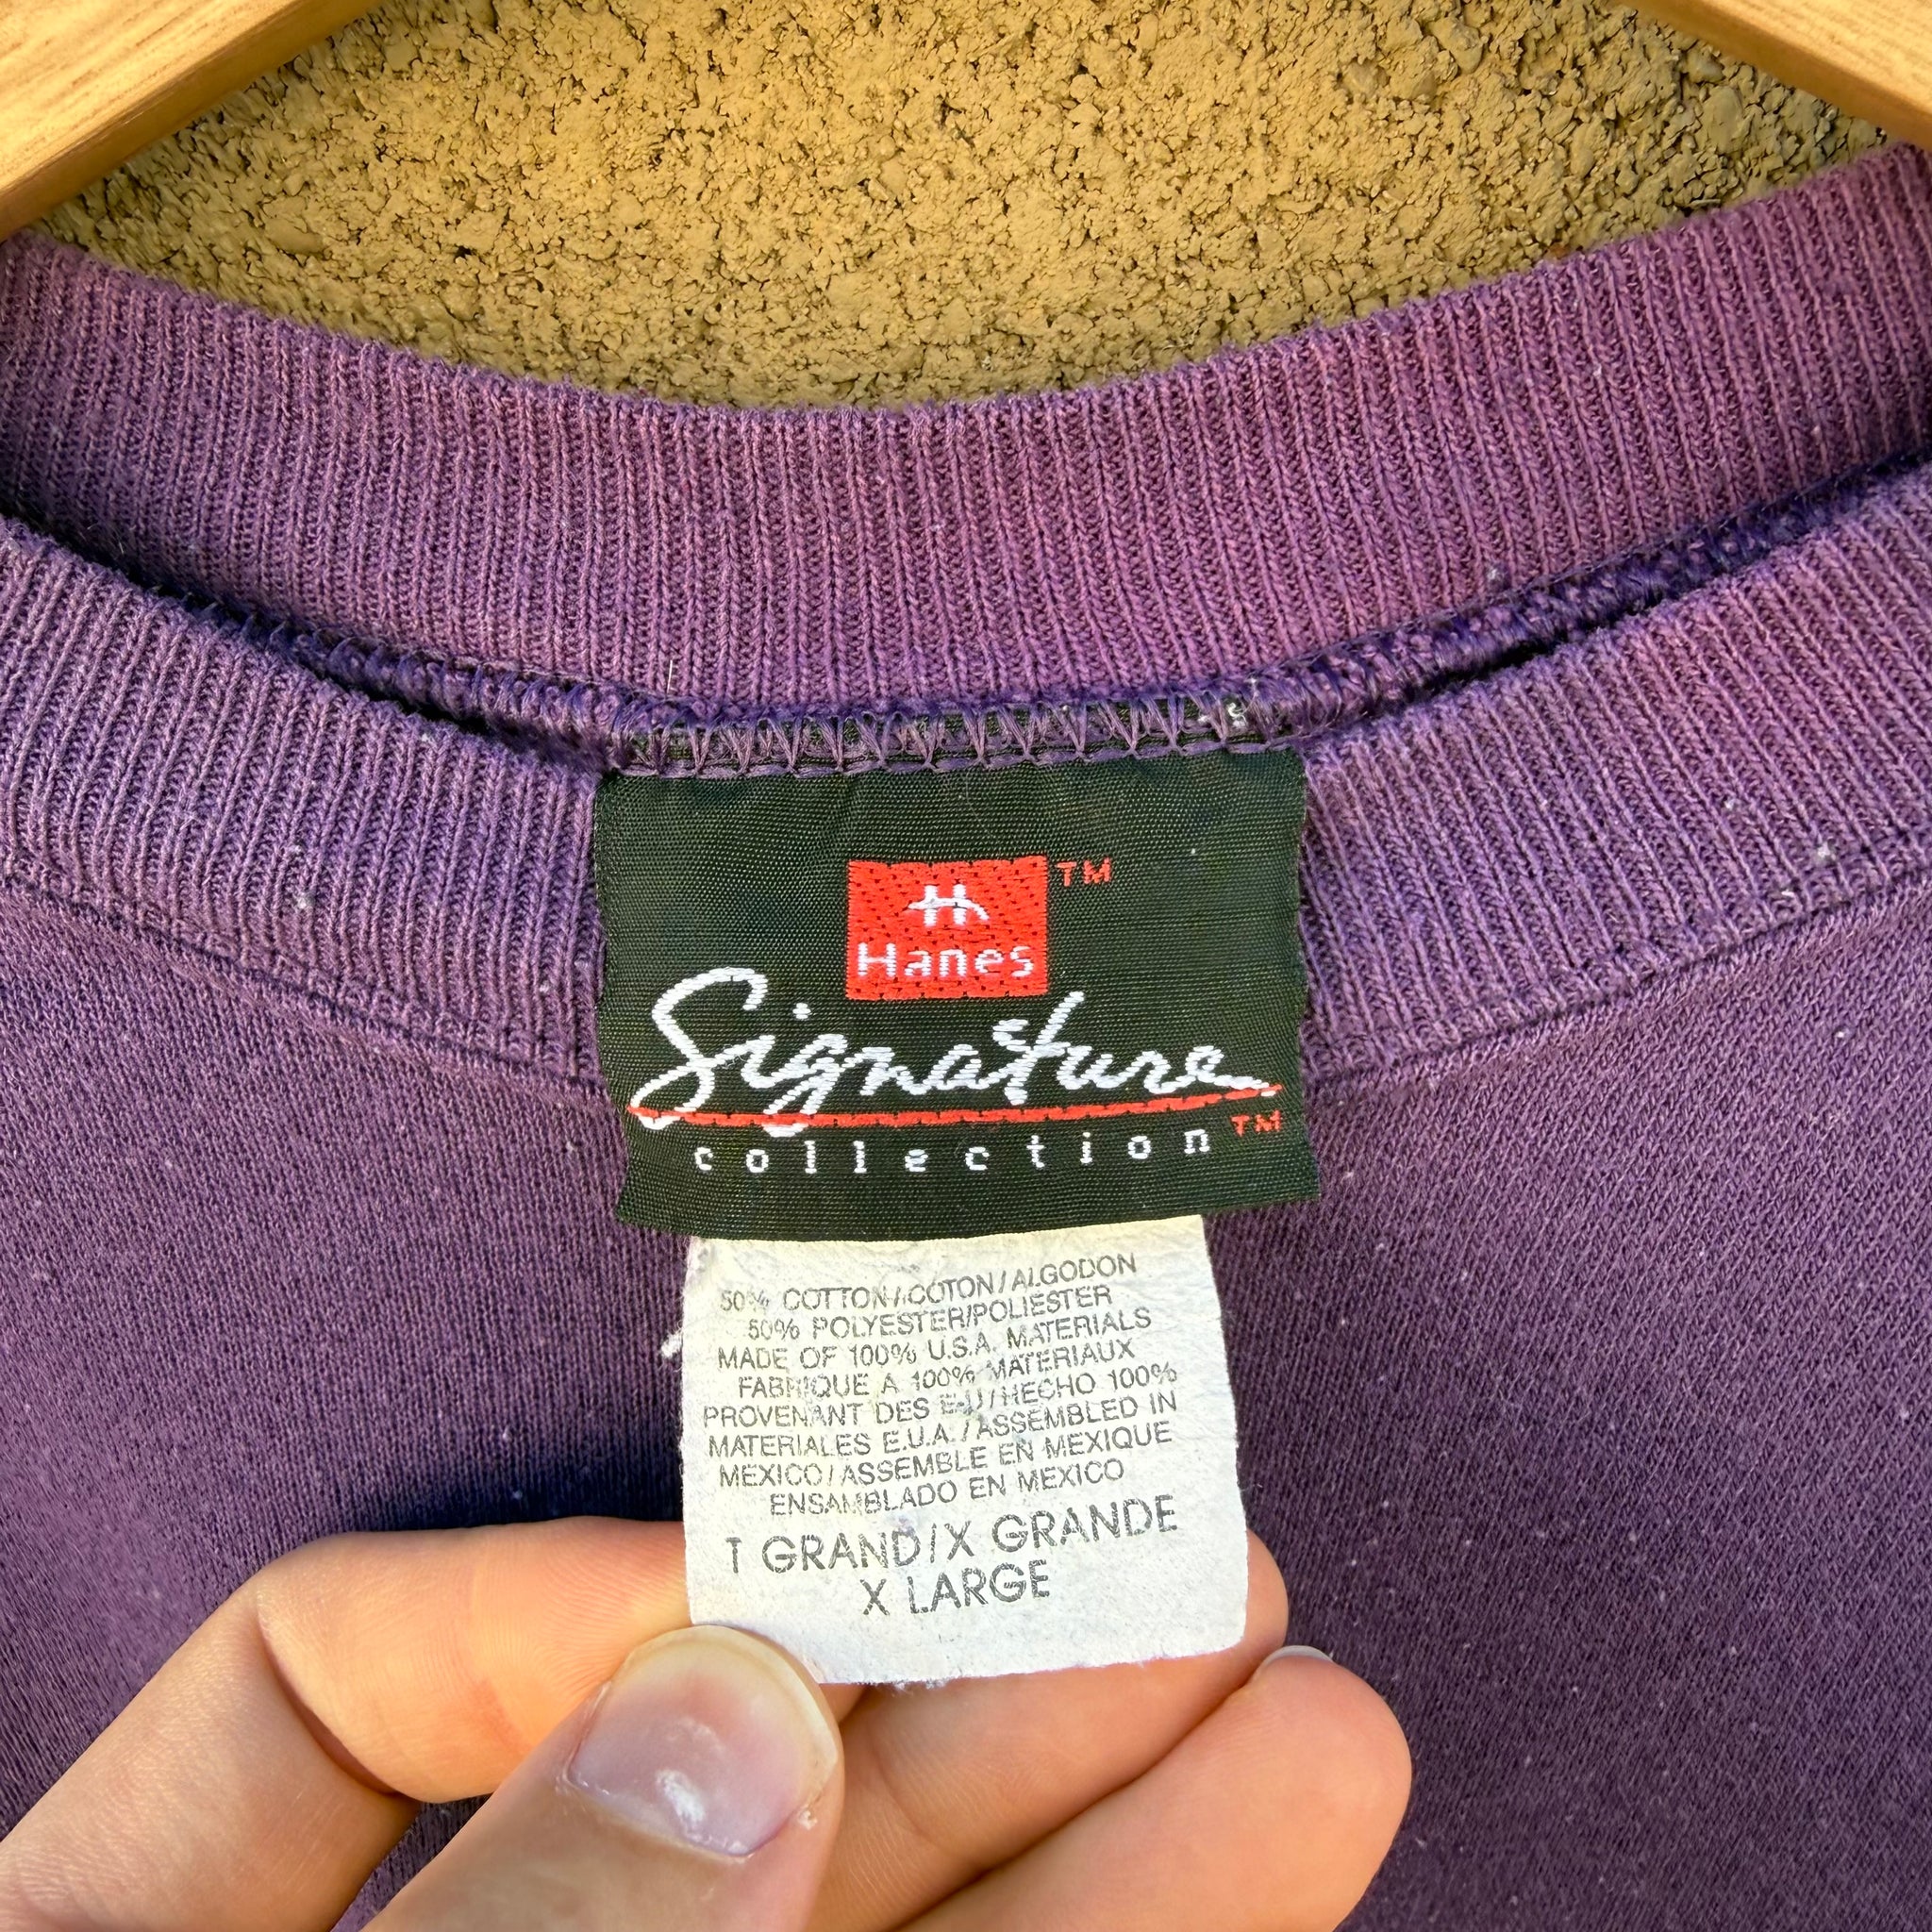 H TM
Hanes
Signature
collection TM
50% COTTON/COTON/ALGODON
50% POLYESTER/POLIESTER
MADE OF 100% U.S.A. MATERIALS
FABRIQUE A 100% MATERIAUX
PROVENANT DES E-U/HECHO 100%
MATERIALES E.U.A./ASSEMBLED IN
MEXICO/ASSEMBLE EN MEXIQUE
ENSAMBLADO EN MEXICO
T GRAND/X GRANDE
X LARGE